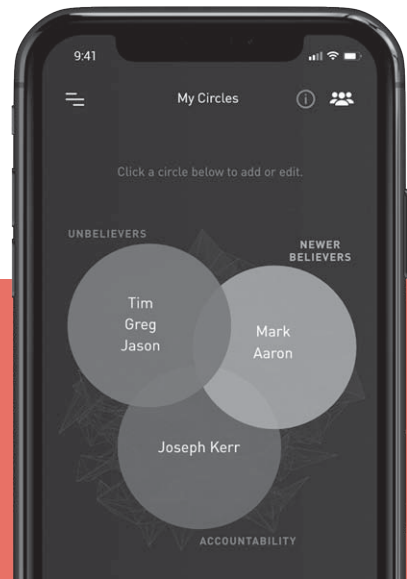 9:41
My Circles
Click a circle below to add or edit.
UNBELIEVERS
NEWER
BELIEVERS
Tim
Greg
Jason
Mark
Aaron
Joseph Kerr
ACCOUNTABILITY